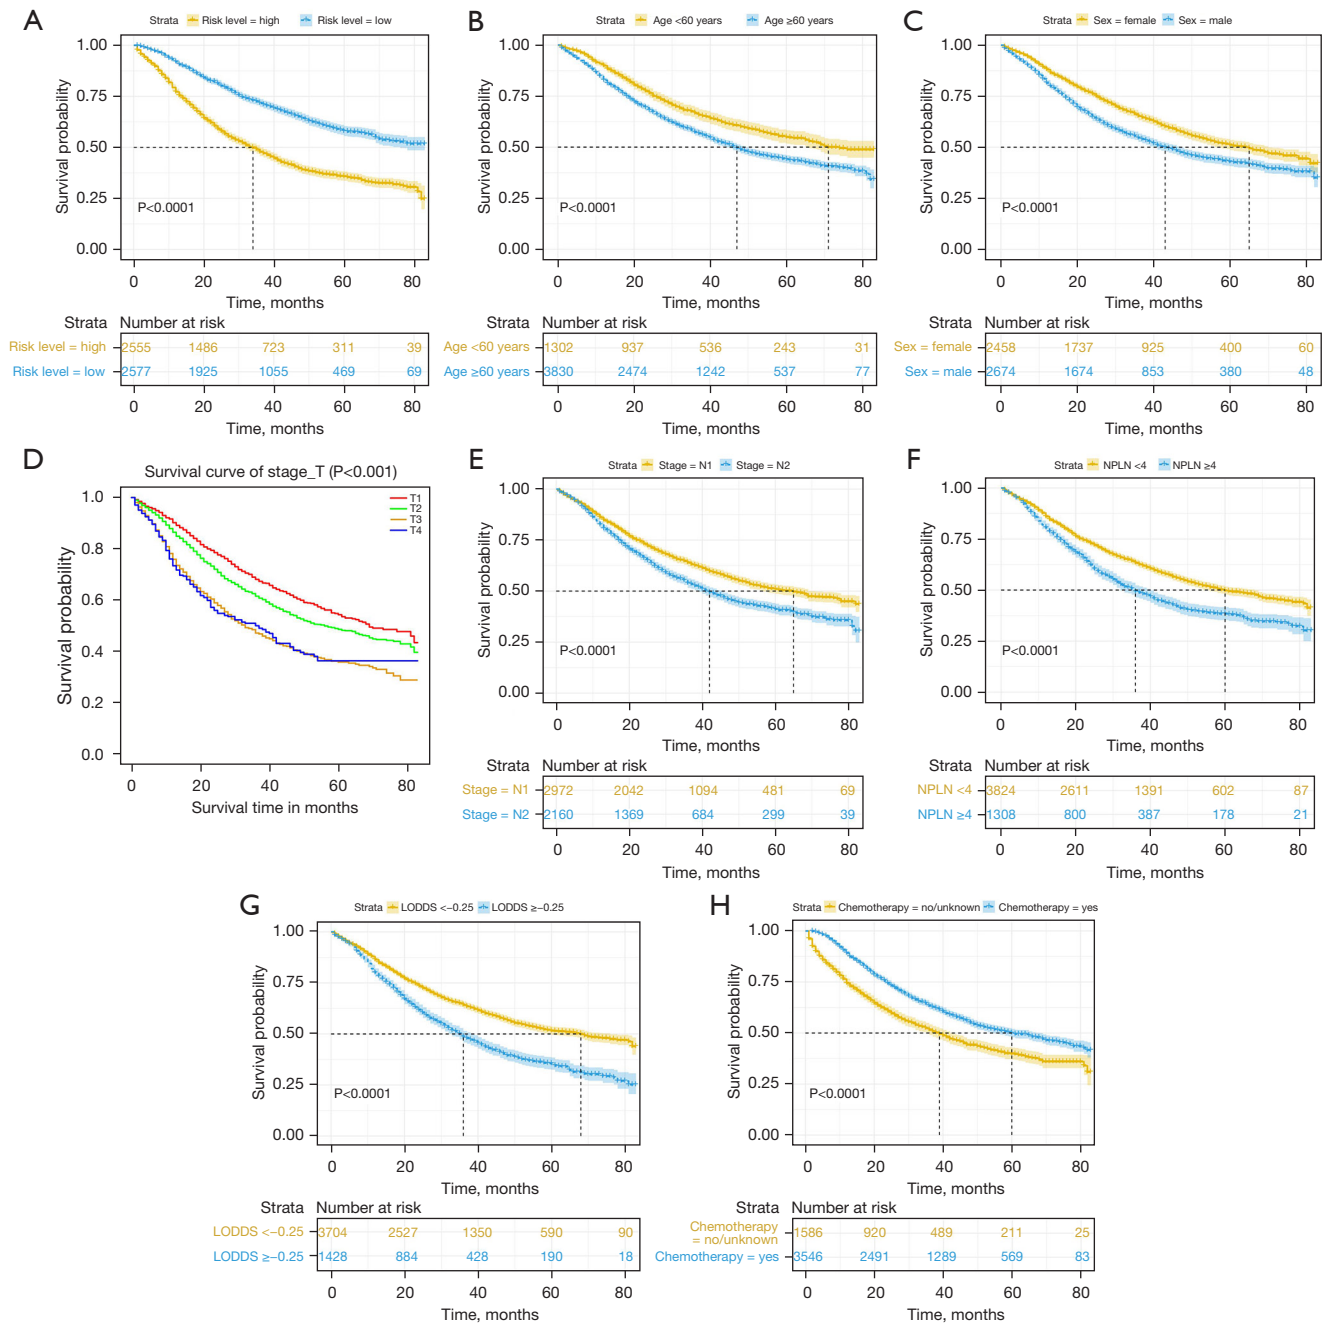 A
Strata Risk level = high Risk level = low
Survival probability
1.00
0.75
0.50
0.25
0.00
P<0.0001
0 20 40 60 80
Time, months
Strata Number at risk
Risk level = high 2555 1486 723 311 39
Risk level = low 2577 1925 1055 469 69
0 20 40 60 80
Time, months
B
Strata Age <60 years Age ≥60 years
Survival probability
1.00
0.75
0.50
0.25
0.00
P<0.0001
0 20 40 60 80
Time, months
Strata Number at risk
Age <60 years 1302 937 536 243 31
Age ≥60 years 3830 2474 1242 537 77
0 20 40 60 80
Time, months
C
Strata Sex = female Sex = male
Survival probability
1.00
0.75
0.50
0.25
0.00
P<0.0001
0 20 40 60 80
Time, months
Strata Number at risk
Sex = female 2458 1737 925 400 60
Sex = male 2674 1674 853 380 48
0 20 40 60 80
Time, months
D
Survival curve of stage_T (P<0.001)
Survival probability
1.0
0.8
0.6
0.4
0.2
0.0
T1
T2
T3
T4
0 20 40 60 80
Survival time in months
E
Strata Stage = N1 Stage = N2
Survival probability
1.00
0.75
0.50
0.25
0.00
P<0.0001
0 20 40 60 80
Time, months
Strata Number at risk
Stage = N1 2972 2042 1094 481 69
Stage = N2 2160 1369 684 299 39
0 20 40 60 80
Time, months
F
Strata NPLN <4 NPLN ≥4
Survival probability
1.00
0.75
0.50
0.25
0.00
P<0.0001
0 20 40 60 80
Time, months
Strata Number at risk
NPLN <4 3824 2611 1391 602 87
NPLN ≥4 1308 800 387 178 21
0 20 40 60 80
Time, months
G
Strata LODDS <−0.25 LODDS ≥−0.25
Survival probability
1.00
0.75
0.50
0.25
0.00
P<0.0001
0 20 40 60 80
Time, months
Strata Number at risk
LODDS <−0.25 3704 2527 1350 590 90
LODDS ≥−0.25 1428 884 428 190 18
0 20 40 60 80
Time, months
H
Strata Chemotherapy = no/unknown Chemotherapy = yes
Survival probability
1.00
0.75
0.50
0.25
0.00
P<0.0001
0 20 40 60 80
Time, months
Strata Number at risk
Chemotherapy
= no/unknown 1586 920 489 211 25
Chemotherapy = yes 3546 2491 1289 569 83
0 20 40 60 80
Time, months